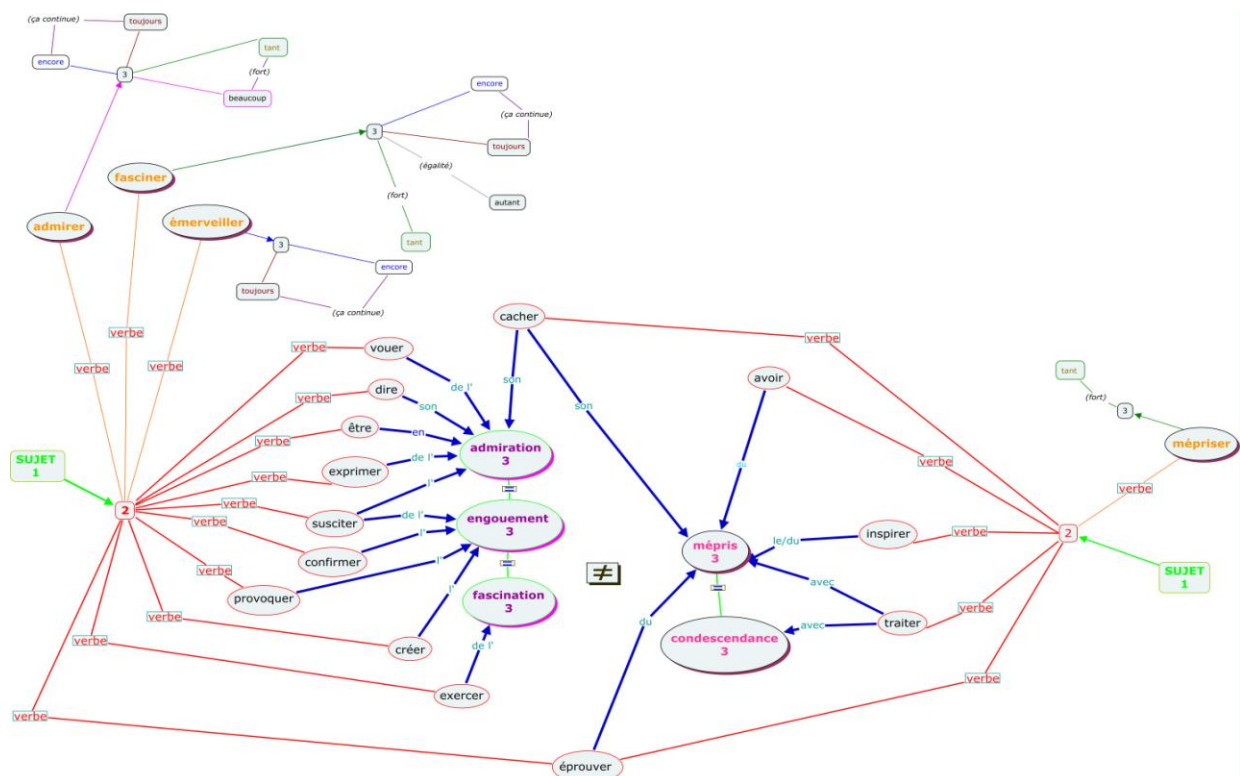 (ça continue)
toujours
encore
3
tant
(fort)
beaucoup
encore
(ça continue)
3
toujours
(égalité)
autant
(fort)
tant
fasciner
admirer
émerveiller
3
encore
toujours
(ça continue)
verbe
verbe
verbe
cacher
verbe
vouer
verbe
de l'
son
son
avoir
verbe
dire
verbe
son
être
verbe
en
admiration
3
exprimer
verbe
de l'
l'
=
susciter
verbe
de l'
engouement
3
confirmer
verbe
l'
=
provoquer
verbe
l'
fascination
3
créer
verbe
l'
exercer
verbe
de l'
SUJET
1
2
≠
du
mépris
3
le/du
inspirer
verbe
=
avec
traiter
verbe
avec
condescendance
3
du
éprouver
verbe
verbe
tant
(fort)
3
mépriser
verbe
2
SUJET
1